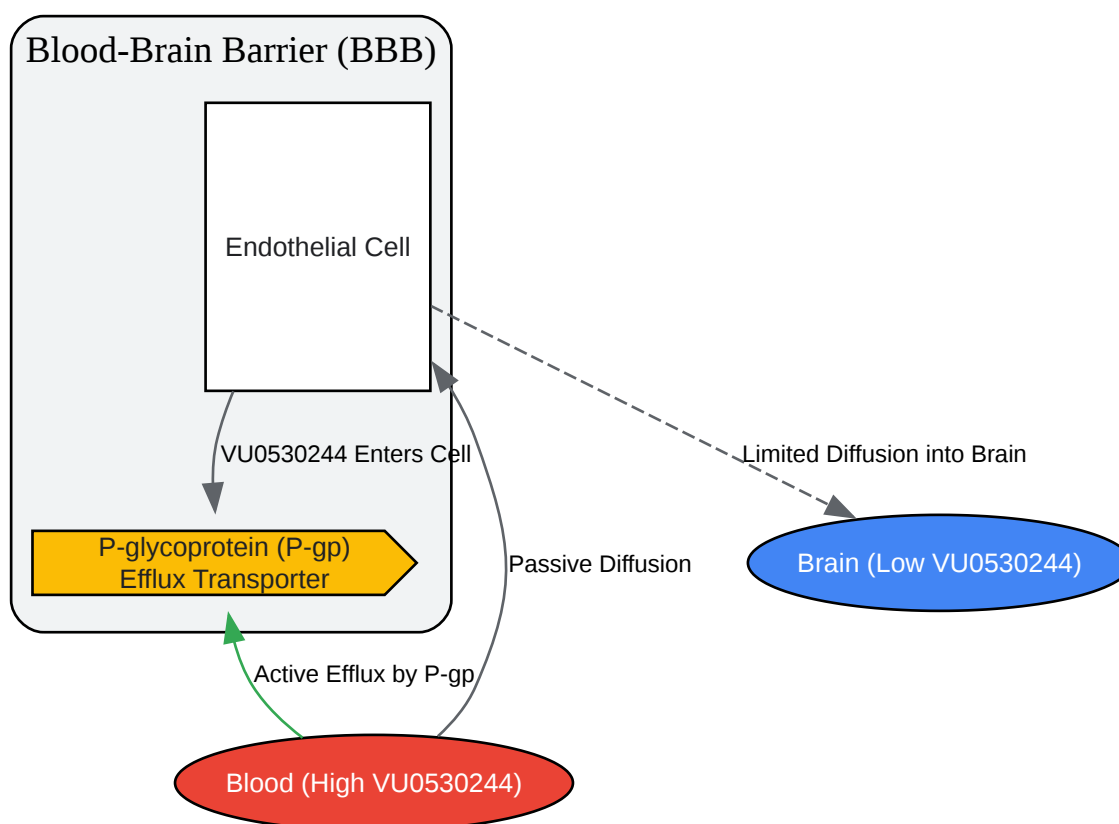 Blood-Brain Barrier (BBB)
Endothelial Cell
VU0530244 Enters Cell
Limited Diffusion into Brain
P-glycoprotein (P-gp)
Efflux Transporter
Passive Diffusion
Brain (Low VU0530244)
Active Efflux by P-gp
Blood (High VU0530244)